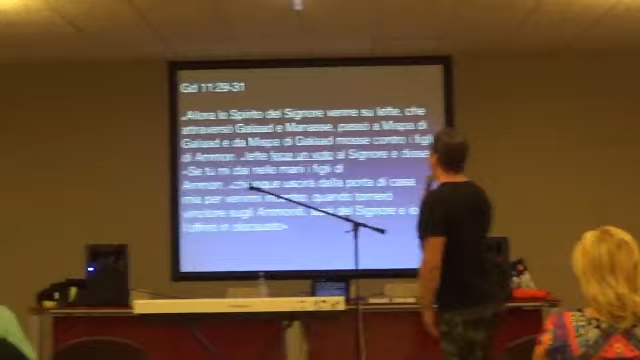 Gd 11:29-31
„Allora lo Spirito del Signore venne su Iefte, che
attraversò Galaad e Manasse, passò a Mizpa di
Galaad e da Mizpa di Galaad mosse contro i figli
di Ammon. Iefte fece un voto al Signore e disse
«Se tu mi dai nelle mani i figli di
Ammon, uscirà dalla porta di casa
mia per venirmi incontro, quando tornerò
vincitore sugli Ammoniti, sarà del Signore e io
l'offrirò in olocausto»